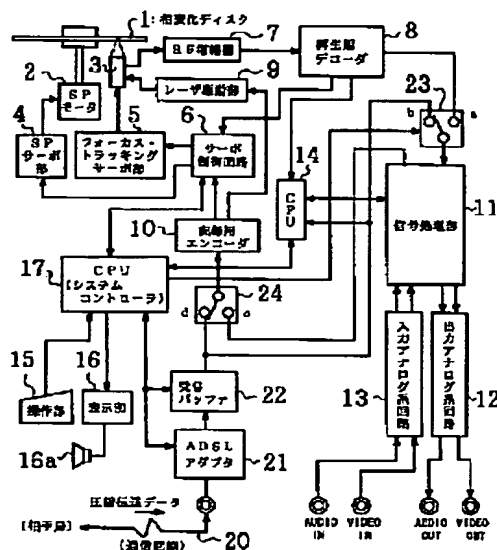 1:相変化ディスク
7
8
RF増幅器
再生用
デコーダ
2
3
9
SP
モータ
レーザ駆動部
23
4
5
6
b
a
SP
サーボ部
フォーカス・
トラッキング
サーボ部
サーボ
制御回路
14
CPU
11
信号処理部
10
記録用
エンコーダ
17
CPU
(システム
コントローラ)
24
d
c
15
16
操作部
表示部
受信
バッファ
22
13
入力アナログ系回路
出力アナログ系回路
12
16a
ADSL
アダプタ
21
圧縮伝送データ
[相手局]
20
(通信回線)
AUDIO
IN
VIDEO
IN
AUDIO
OUT
VIDEO
OUT